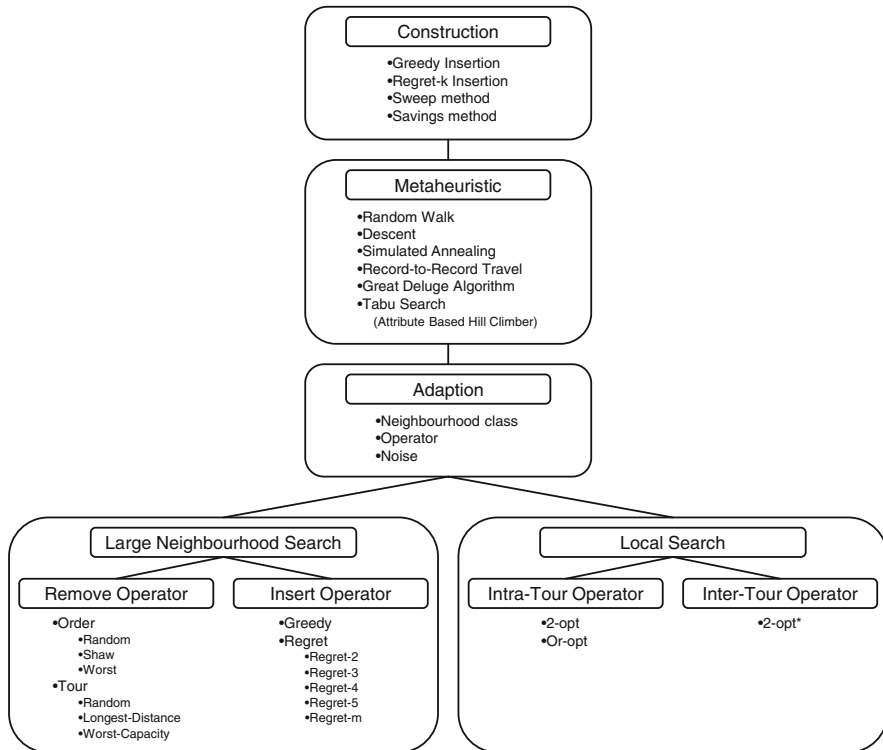 Construction
•Greedy Insertion
•Regret-k Insertion
•Sweep method
•Savings method
Metaheuristic
•Random Walk
•Descent
•Simulated Annealing
•Record-to-Record Travel
•Great Deluge Algorithm
•Tabu Search
(Attribute Based Hill Climber)
Adaption
•Neighbourhood class
•Operator
•Noise
Large Neighbourhood Search
Remove Operator
•Order
•Random
•Shaw
•Worst
•Tour
•Random
•Longest-Distance
•Worst-Capacity
Insert Operator
•Greedy
•Regret
•Regret-2
•Regret-3
•Regret-4
•Regret-5
•Regret-m
Local Search
Intra-Tour Operator
•2-opt
•Or-opt
Inter-Tour Operator
•2-opt*